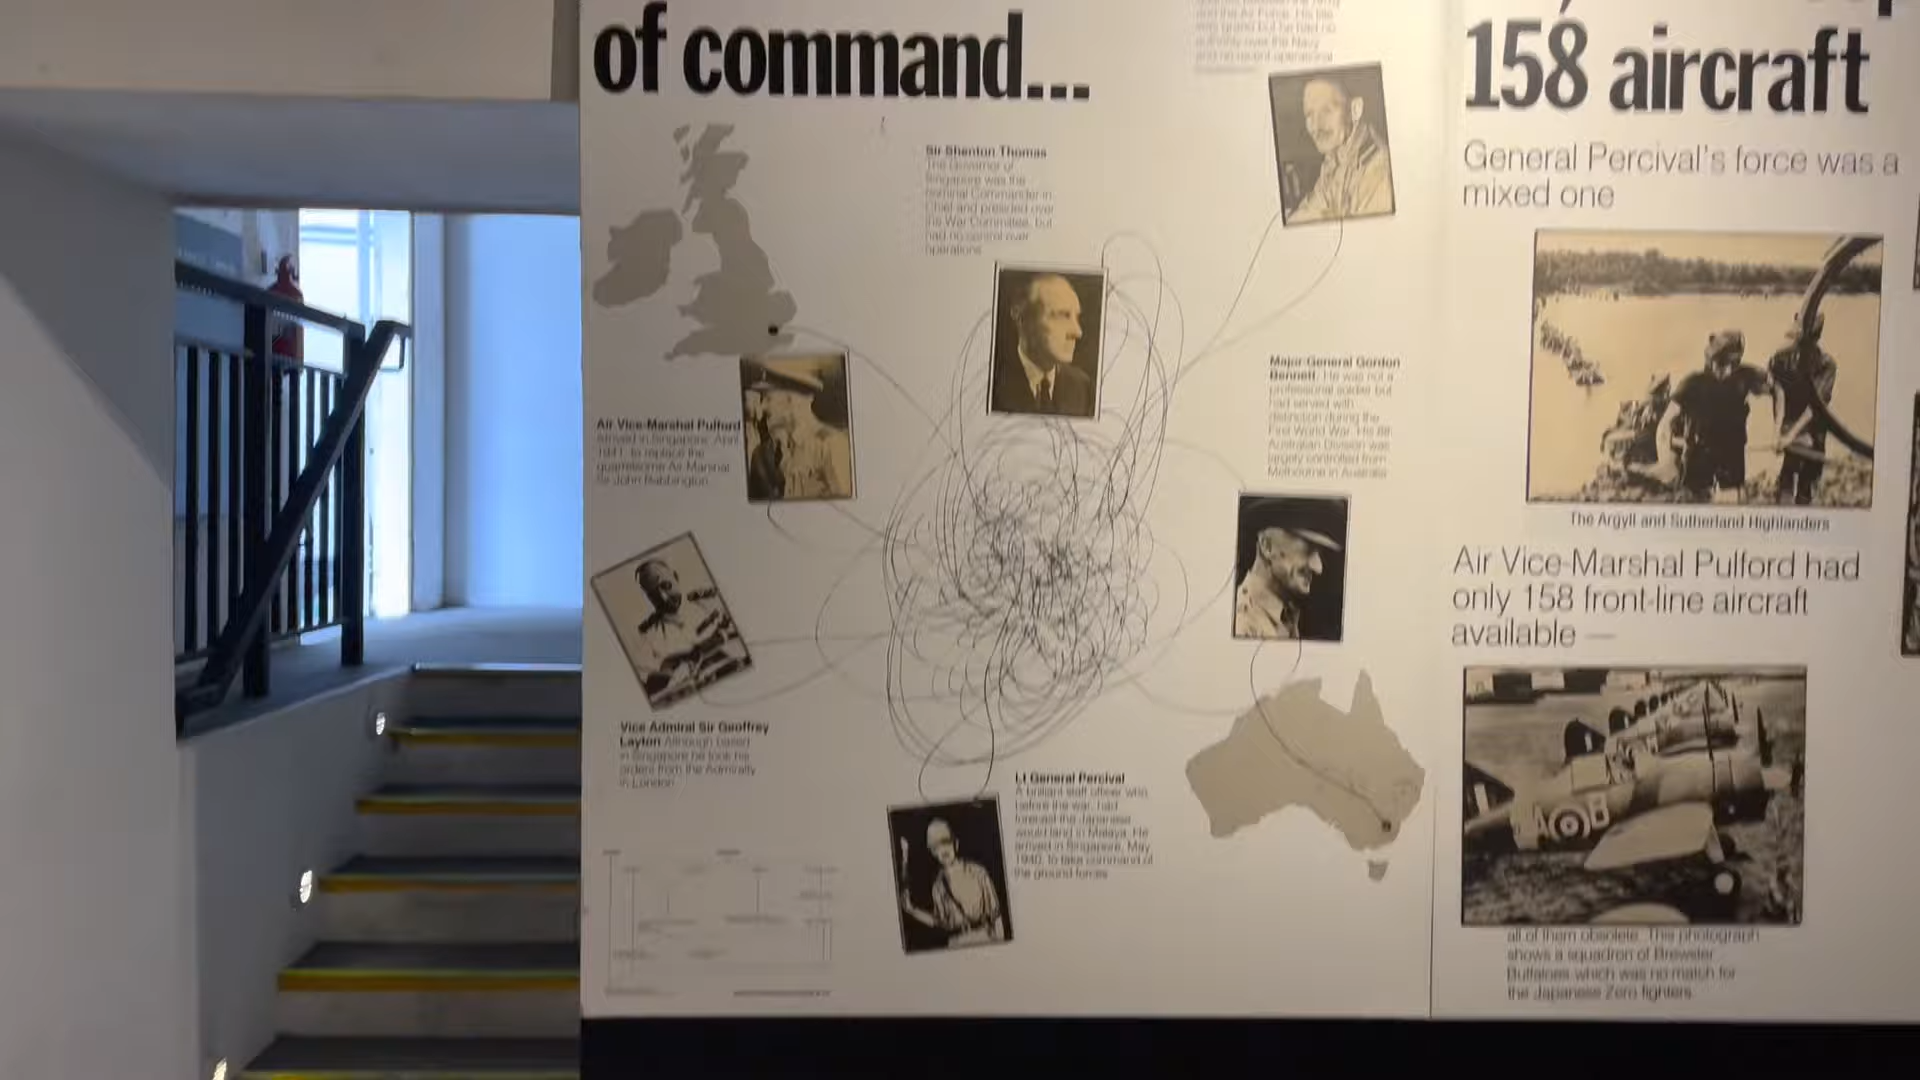 of command...
Sir Shenton Thomas
The Governor of
Singapore was the
nominal Commander in
Chief and presided over
the War Committee, but
had no control over
operations
Air Vice-Marshal Pulford
arrived in Singapore, April
1941, to replace the
quarrelsome Air Marshal
Sir John Babbington
Major-General Gordon
Bennett. He was not a
professional soldier but
had served with
distinction during the
First World War. His 8th
Australian Division was
largely controlled from
Melbourne in Australia
Vice Admiral Sir Geoffrey
Layton Although based
in Singapore he took his
orders from the Admiralty
in London
Lt General Percival
A brilliant staff officer who,
before the war, had
forecast the Japanese
would land in Malaya. He
arrived in Singapore, May
to take command of
the ground forces
158 aircraft
General Percival's force was a
mixed one
The Argyll and Sutherland Highlanders
Air Vice-Marshal Pulford had
only 158 front-line aircraft
available —
A B
all of them obsolete. This photograph
shows a squadron of Brewster
Buffaloes which was no match for
the Japanese Zero fighters